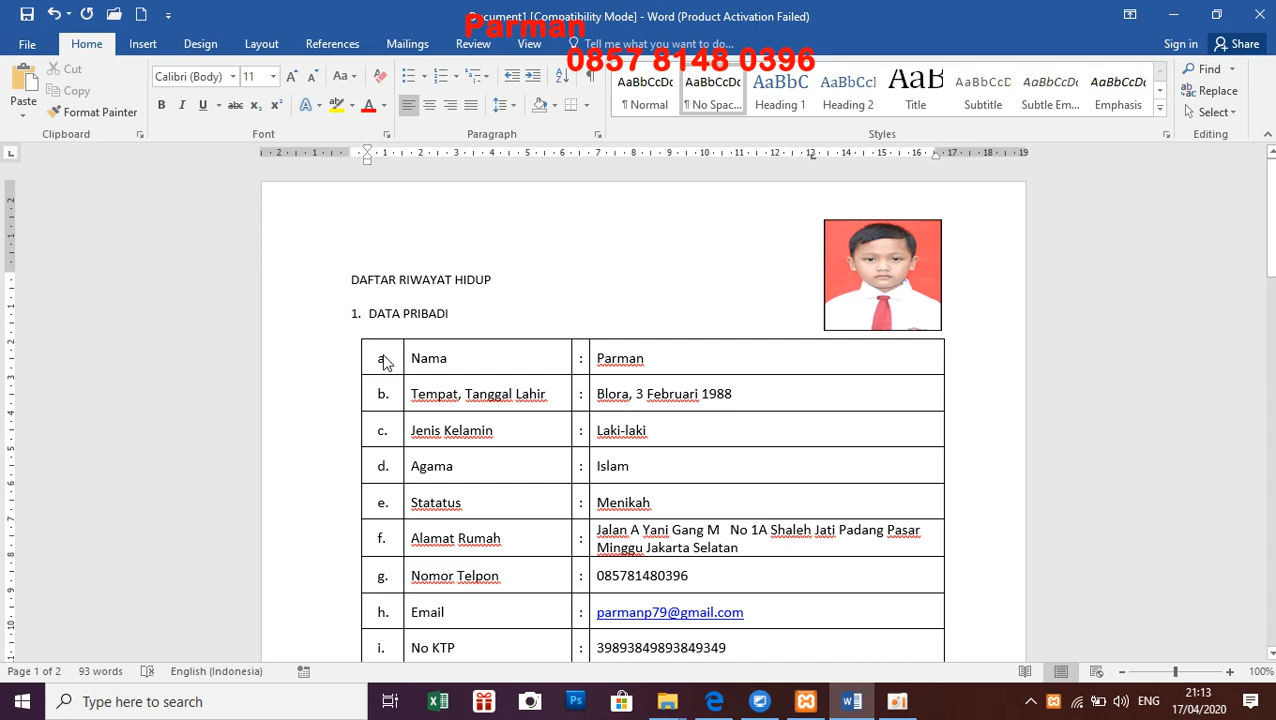 Document1 [Compatibility Mode] - Word (Product Activation Failed)
Parman
0857 8148 0396
File Home Insert Design Layout References Mailings Review View Tell me what you want to do... Sign in Share
Paste
Cut
Copy
Format Painter
Clipboard
Calibri (Body) 11
Font
Paragraph
AaBbCcDc AaBbCcDc AaBbC AaBbCcI AaB AaBbCcD AaBbCcDc AaBbCcDc
¶ Normal ¶ No Spac... Heading 1 Heading 2 Title Subtitle Subtle Em... Emphasis
Styles
Find
Replace
Select
Editing
DAFTAR RIWAYAT HIDUP
1. DATA PRIBADI
a. Nama : Parman
b. Tempat, Tanggal Lahir : Blora, 3 Februari 1988
c. Jenis Kelamin : Laki-laki
d. Agama : Islam
e. Statatus : Menikah
f. Alamat Rumah : Jalan A Yani Gang M No 1A Shaleh Jati Padang Pasar
Minggu Jakarta Selatan
g. Nomor Telpon : 085781480396
h. Email : parmanp79@gmail.com
i. No KTP : 39893849893849349
Page 1 of 2 93 words English (Indonesia) 100%
Type here to search
ENG
21:13
17/04/2020